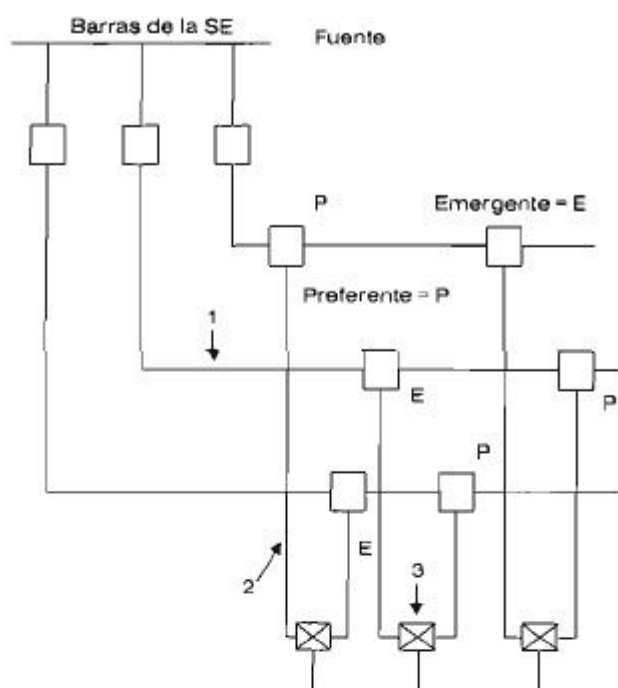 Barras de la SE
Fuente
P
Emergente = E
Preferente = P
1
E
P
P
E
2
3